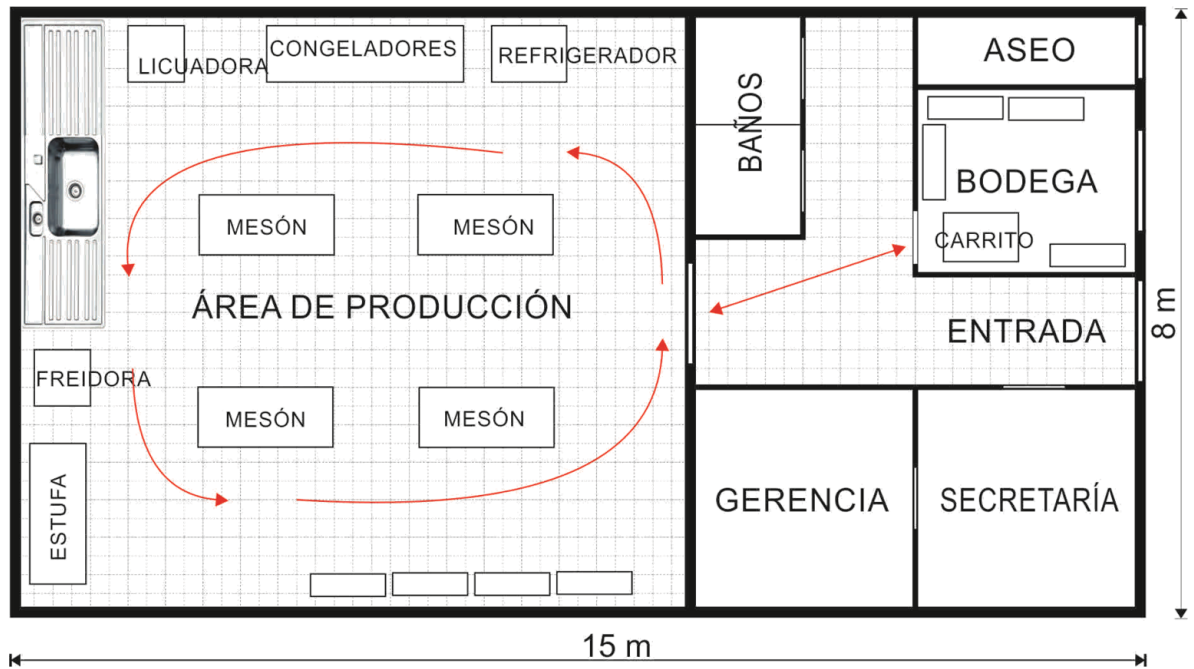 LICUADORA
CONGELADORES
REFRIGERADOR
BAÑOS
ASEO
BODEGA
CARRITO
MESÓN
MESÓN
ÁREA DE PRODUCCIÓN
ENTRADA
8 m
FREIDORA
MESÓN
MESÓN
ESTUFA
GERENCIA
SECRETARÍA
15 m